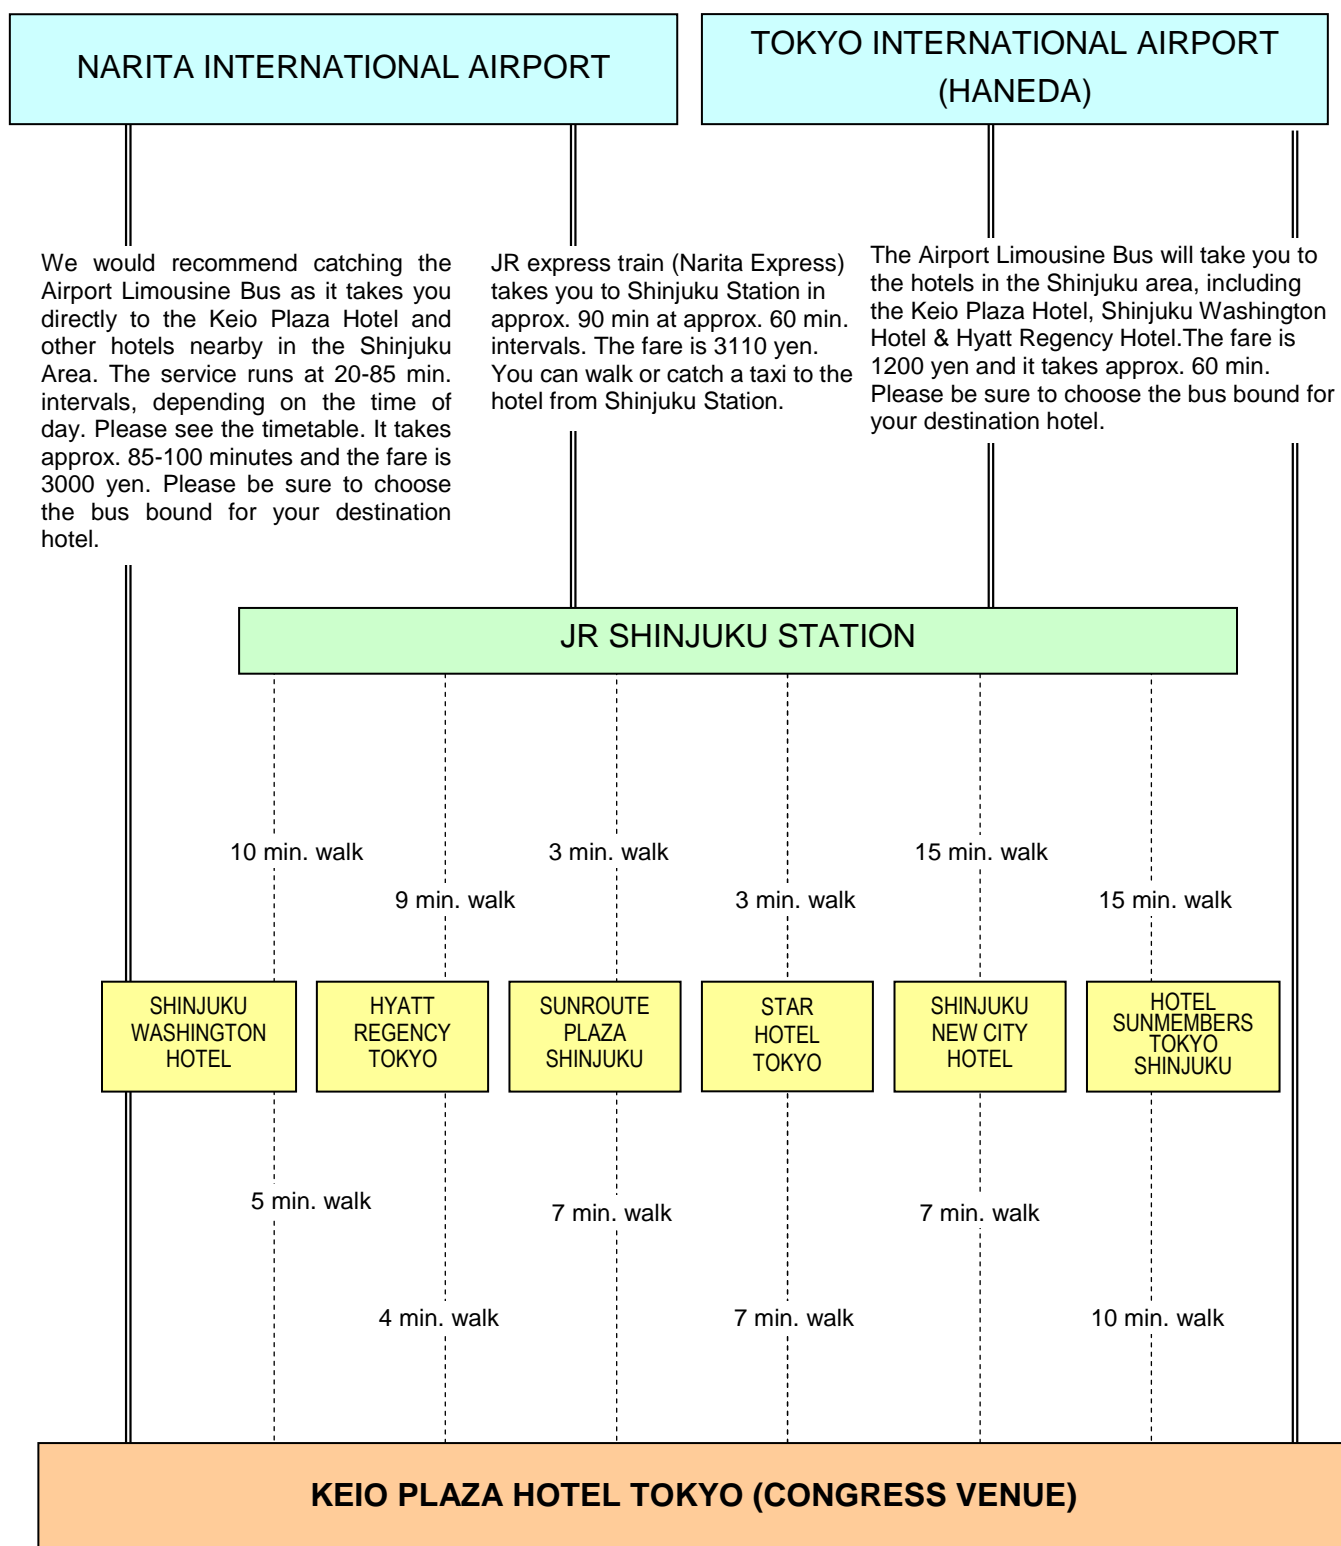 NARITA INTERNATIONAL AIRPORT
TOKYO INTERNATIONAL AIRPORT
(HANEDA)
We would recommend catching the
Airport Limousine Bus as it takes you
directly to the Keio Plaza Hotel and
other hotels nearby in the Shinjuku
Area. The service runs at 20-85 min.
intervals, depending on the time of
day. Please see the timetable. It takes
approx. 85-100 minutes and the fare is
3000 yen. Please be sure to choose
the bus bound for your destination
hotel.
JR express train (Narita Express)
takes you to Shinjuku Station in
approx. 90 min at approx. 60 min.
intervals. The fare is 3110 yen.
You can walk or catch a taxi to the
hotel from Shinjuku Station.
The Airport Limousine Bus will take you to
the hotels in the Shinjuku area, including
the Keio Plaza Hotel, Shinjuku Washington
Hotel & Hyatt Regency Hotel.The fare is
1200 yen and it takes approx. 60 min.
Please be sure to choose the bus bound for
your destination hotel.
JR SHINJUKU STATION
10 min. walk
3 min. walk
15 min. walk
9 min. walk
3 min. walk
15 min. walk
SHINJUKU
WASHINGTON
HOTEL
HYATT
REGENCY
TOKYO
SUNROUTE
PLAZA
SHINJUKU
STAR
HOTEL
TOKYO
SHINJUKU
NEW CITY
HOTEL
HOTEL
SUNMEMBERS
TOKYO
SHINJUKU
5 min. walk
7 min. walk
7 min. walk
4 min. walk
7 min. walk
10 min. walk
KEIO PLAZA HOTEL TOKYO (CONGRESS VENUE)